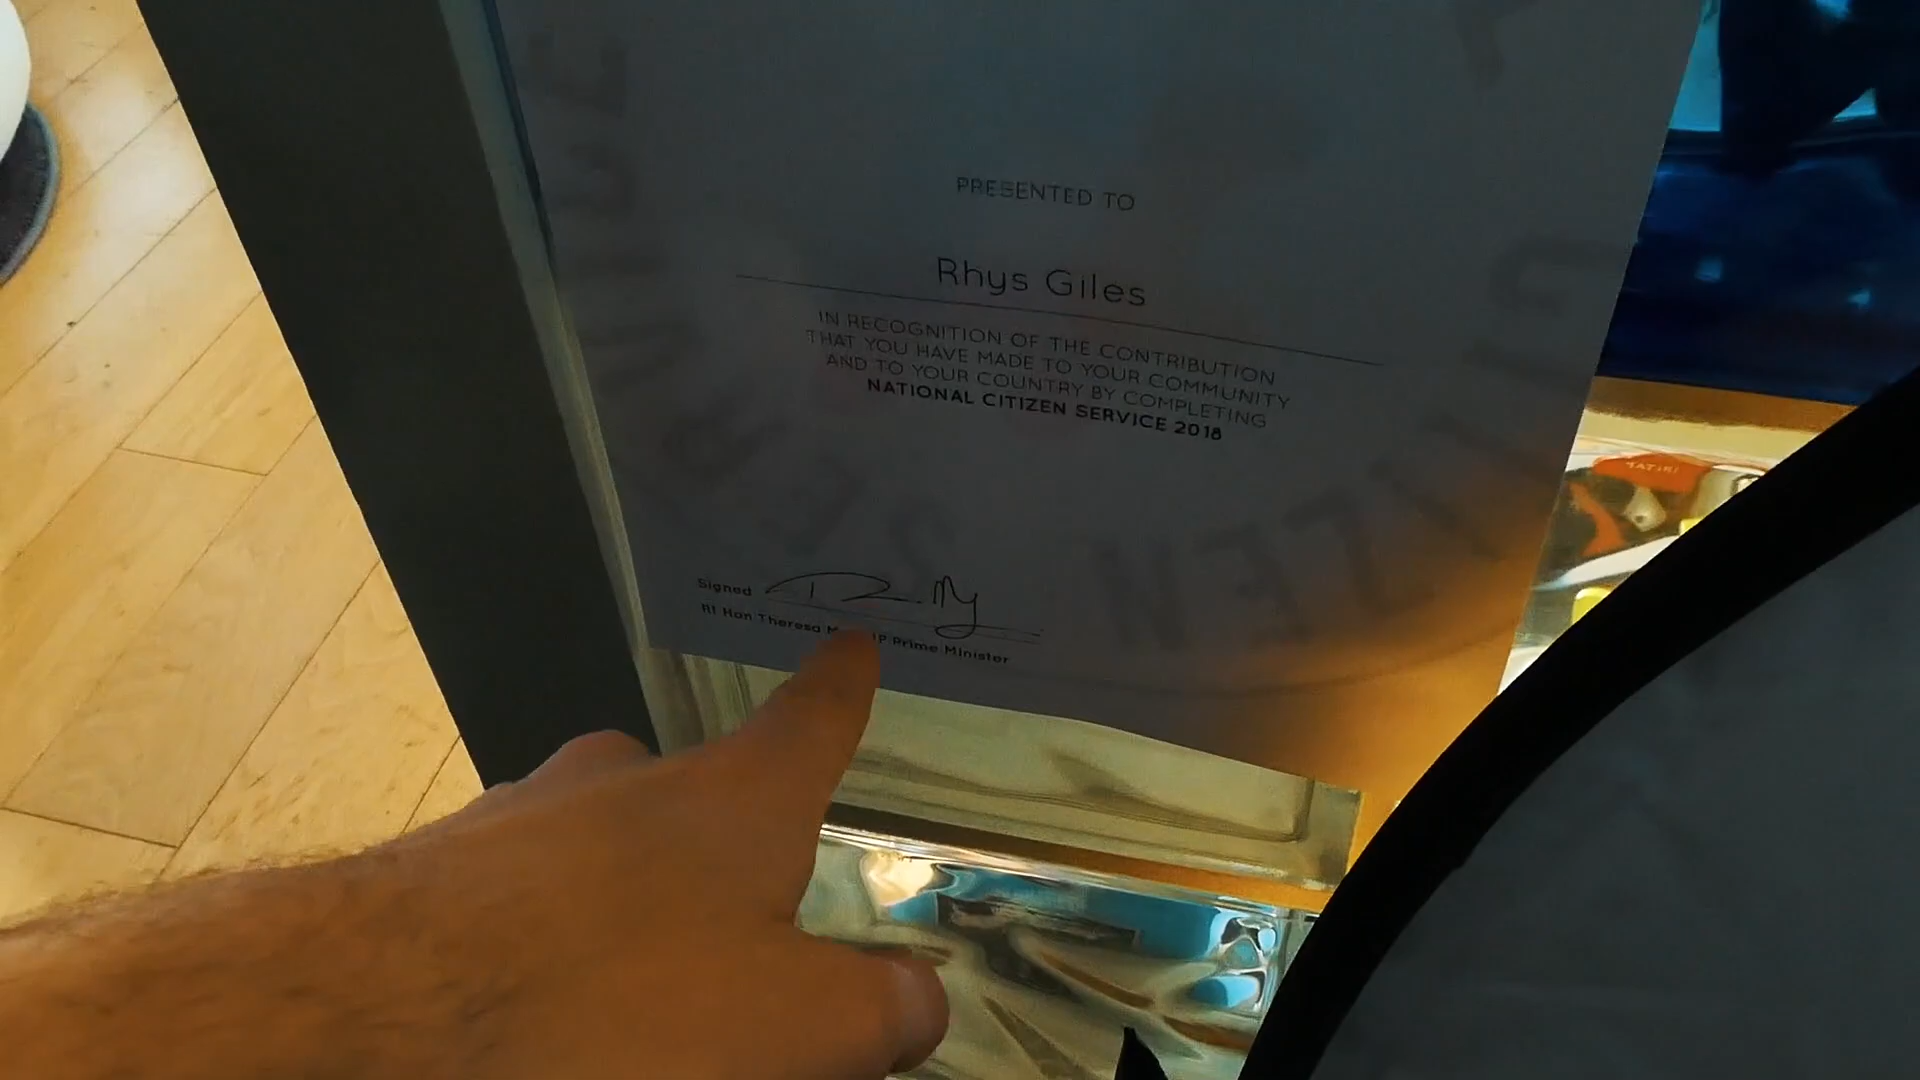 PRESENTED TO
Rhys Giles
IN RECOGNITION OF THE CONTRIBUTION
THAT YOU HAVE MADE TO YOUR COMMUNITY
AND TO YOUR COUNTRY BY COMPLETING
NATIONAL CITIZEN SERVICE 2018
Signed
Rt Hon Theresa MP Prime Minister